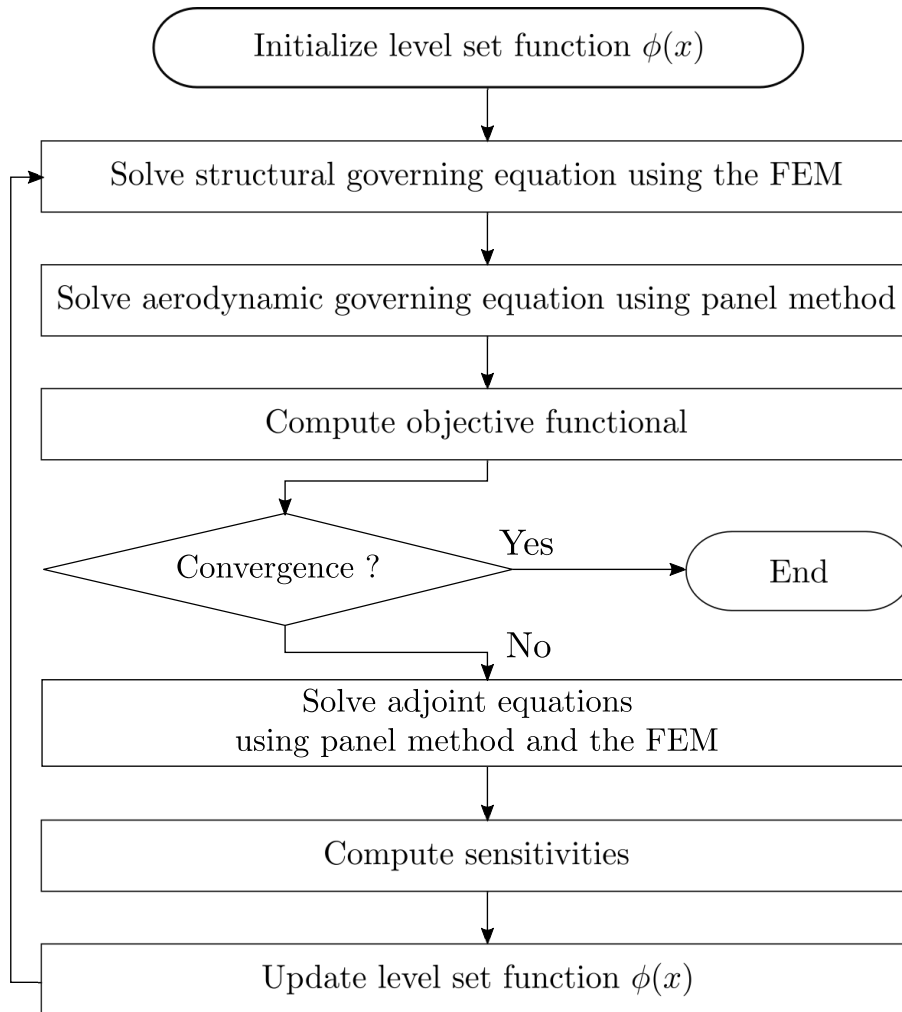 Initialize level set function ϕ(x)
Solve structural governing equation using the FEM
Solve aerodynamic governing equation using panel method
Compute objective functional
Convergence ?
Yes
End
No
Solve adjoint equations
using panel method and the FEM
Compute sensitivities
Update level set function ϕ(x)